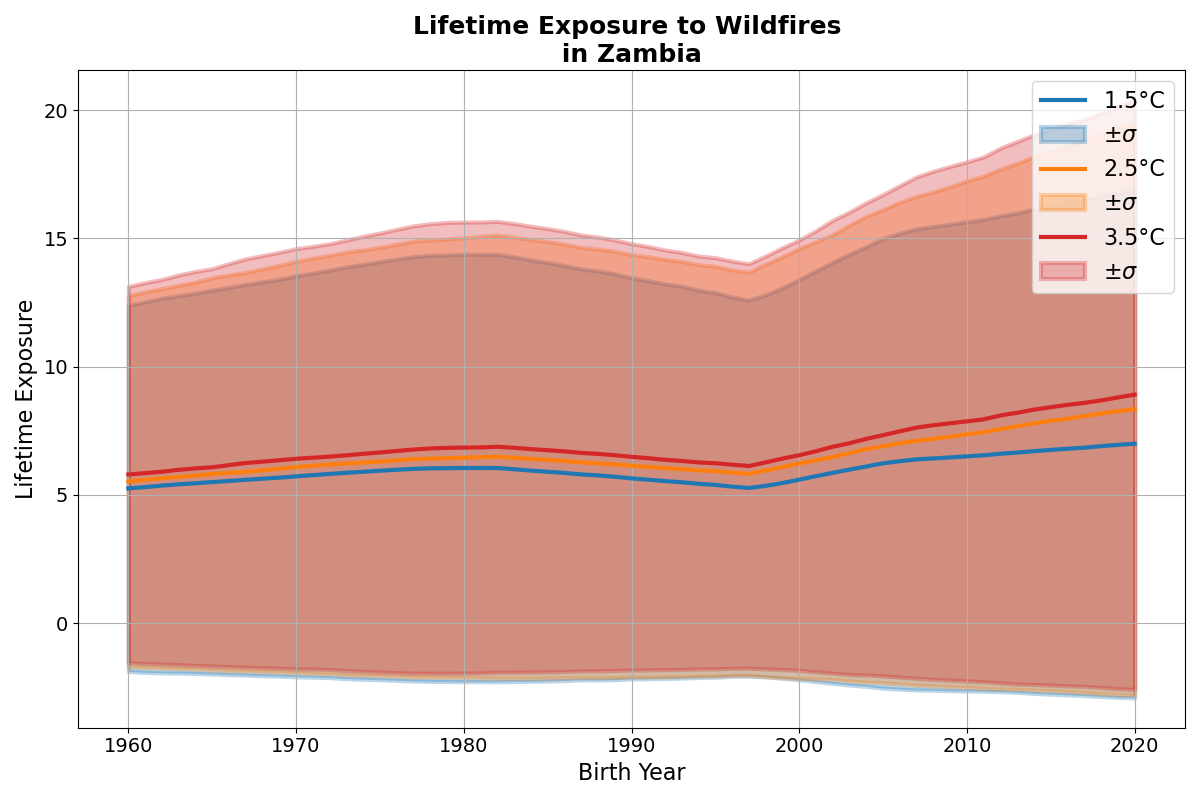 Lifetime Exposure to Wildfires
in Zambia
20
15
10
5
0
Lifetime Exposure
1960
1970
1980
1990
2000
2010
2020
Birth Year
1.5°C
±σ
2.5°C
±σ
3.5°C
±σ